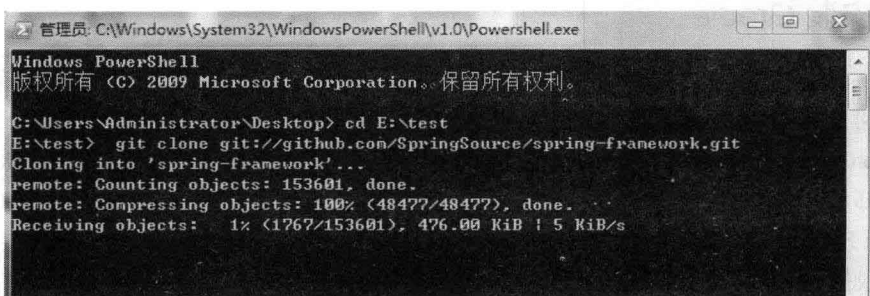 管理员: C:\Windows\System32\WindowsPowerShell\v1.0\Powershell.exe
Windows PowerShell
版权所有 (C) 2009 Microsoft Corporation。保留所有权利。
C:\Users\Administrator\Desktop> cd E:\test
E:\test>  git clone git://github.com/SpringSource/spring-framework.git
Cloning into 'spring-framework'...
remote: Counting objects: 153601, done.
remote: Compressing objects: 100% (48477/48477), done.
Receiving objects:   1% (1767/153601), 476.00 KiB | 5 KiB/s